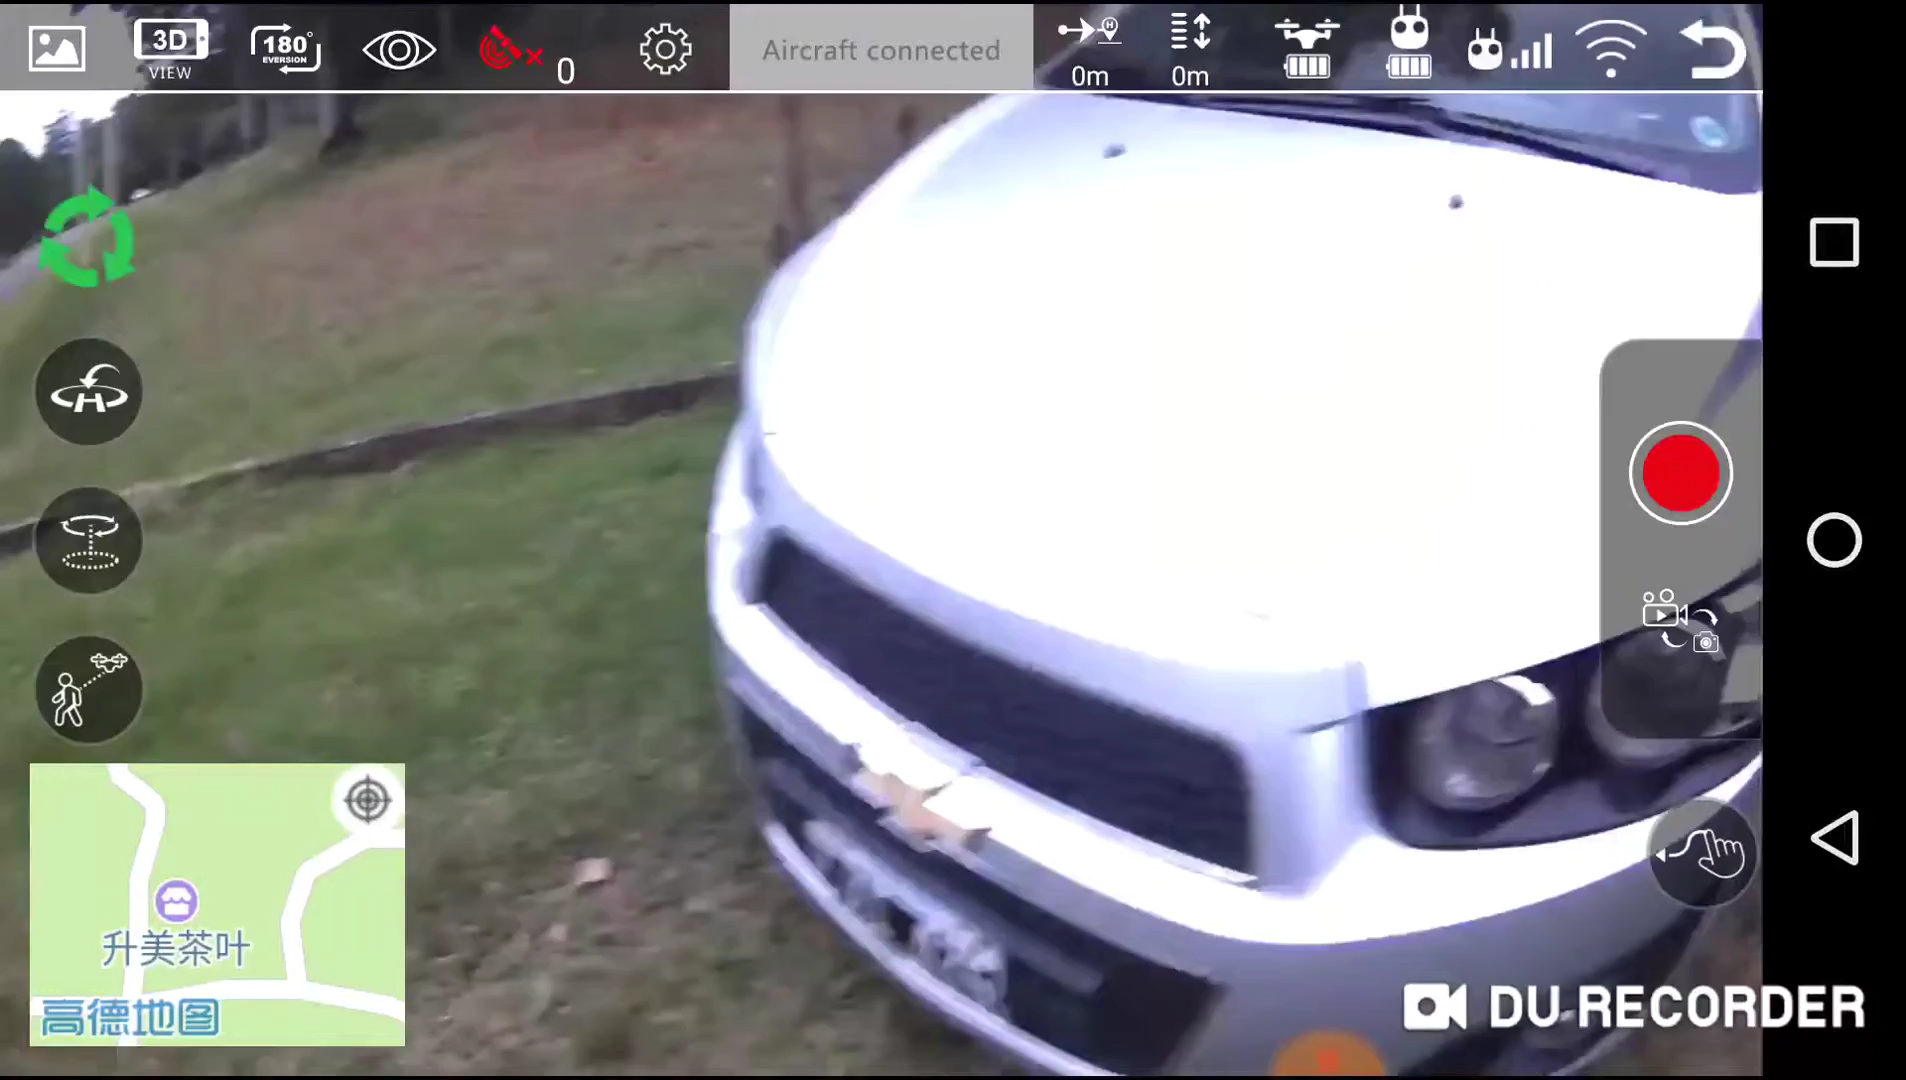 3D
VIEW
180°
EVERSION
0
Aircraft connected
0m
0m
升美茶叶
高德地图
DU RECORDER